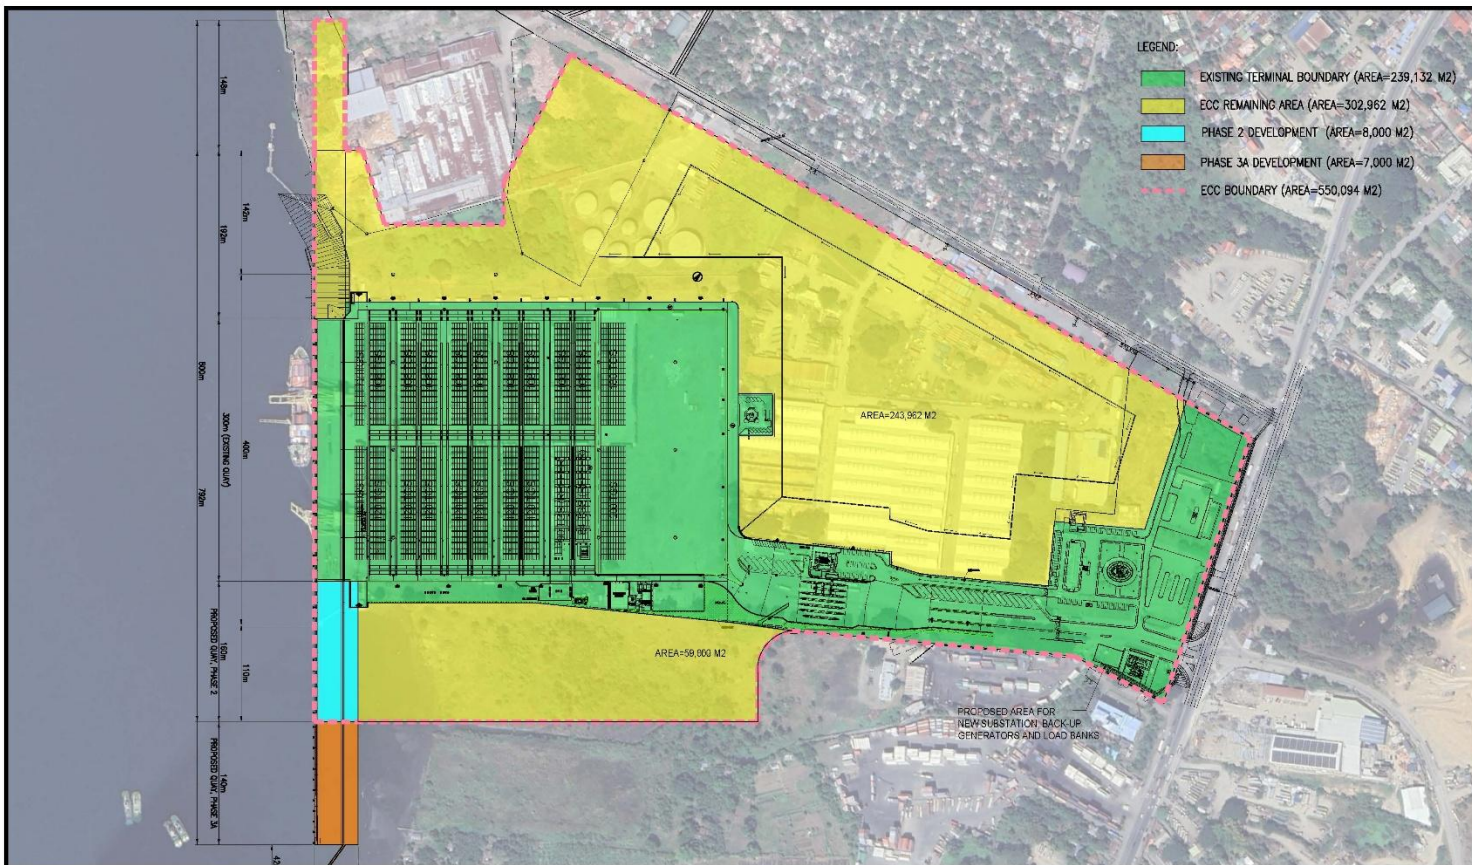 LEGEND:
EXISTING TERMINAL BOUNDARY (AREA=239,132 M2)
ECC REMAINING AREA (AREA=302,962 M2)
PHASE 2 DEVELOPMENT (AREA=8,000 M2)
PHASE 3A DEVELOPMENT (AREA=7,000 M2)
ECC BOUNDARY (AREA=550,094 M2)
148m
142m
192m
600m
300m (EXISTING QUAY)
400m
792m
PROPOSED QUAY, PHASE 2
160m
110m
PROPOSED QUAY, PHASE 3A
140m
AREA=243,962 M2
AREA=59,000 M2
PROPOSED AREA FOR
NEW SUBSTATION, BACK-UP
GENERATORS AND LOAD BANKS